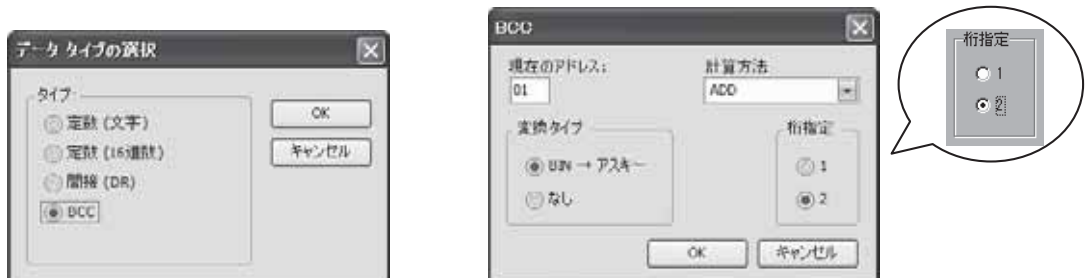 データ タイプの選択
タイプ
定数 (文字)
定数 (16進数)
間接 (DR)
BCC
OK
キャンセル
BCC
現在のアドレス:
01
計算方法
ADD
変換タイプ
BIN → アスキー
なし
桁指定
1
2
OK
キャンセル
桁指定
1
2